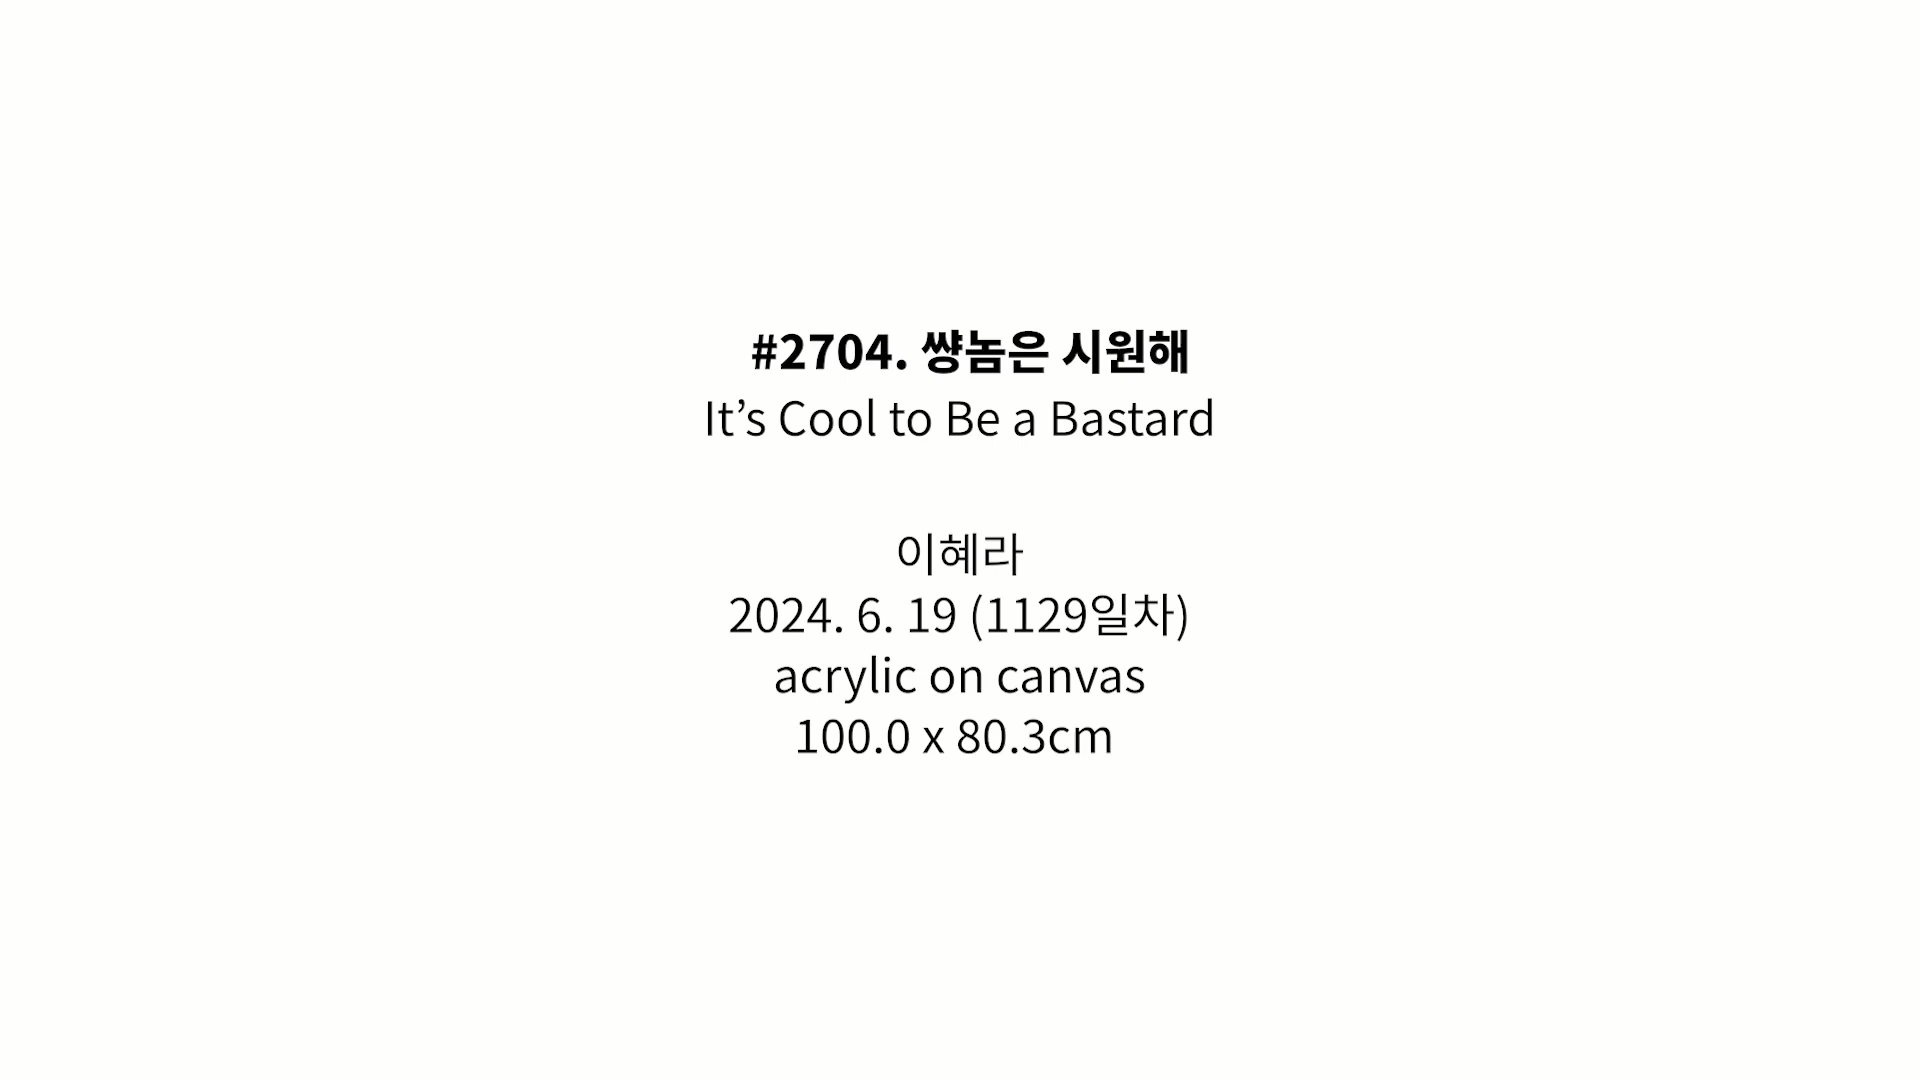 #2704. 썅놈은 시원해
It’s Cool to Be a Bastard
이혜라
2024. 6. 19 (1129일차)
acrylic on canvas
100.0 x 80.3cm